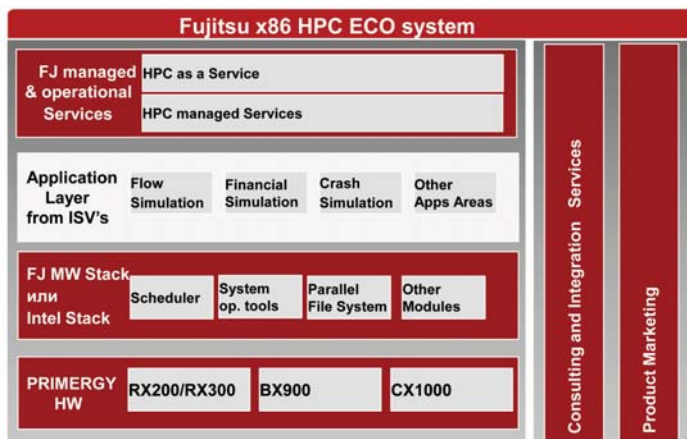 Fujitsu x86 HPC ECO system
FJ managed
& operational
Services
HPC as a Service
HPC managed Services
Application
Layer
from ISV's
Flow
Simulation
Financial
Simulation
Crash
Simulation
Other
Apps Areas
FJ MW Stack
или
Intel Stack
Scheduler
System
op. tools
Parallel
File System
Other
Modules
PRIMERGY
HW
RX200/RX300
BX900
CX1000
Consulting and Integration Services
Product Marketing